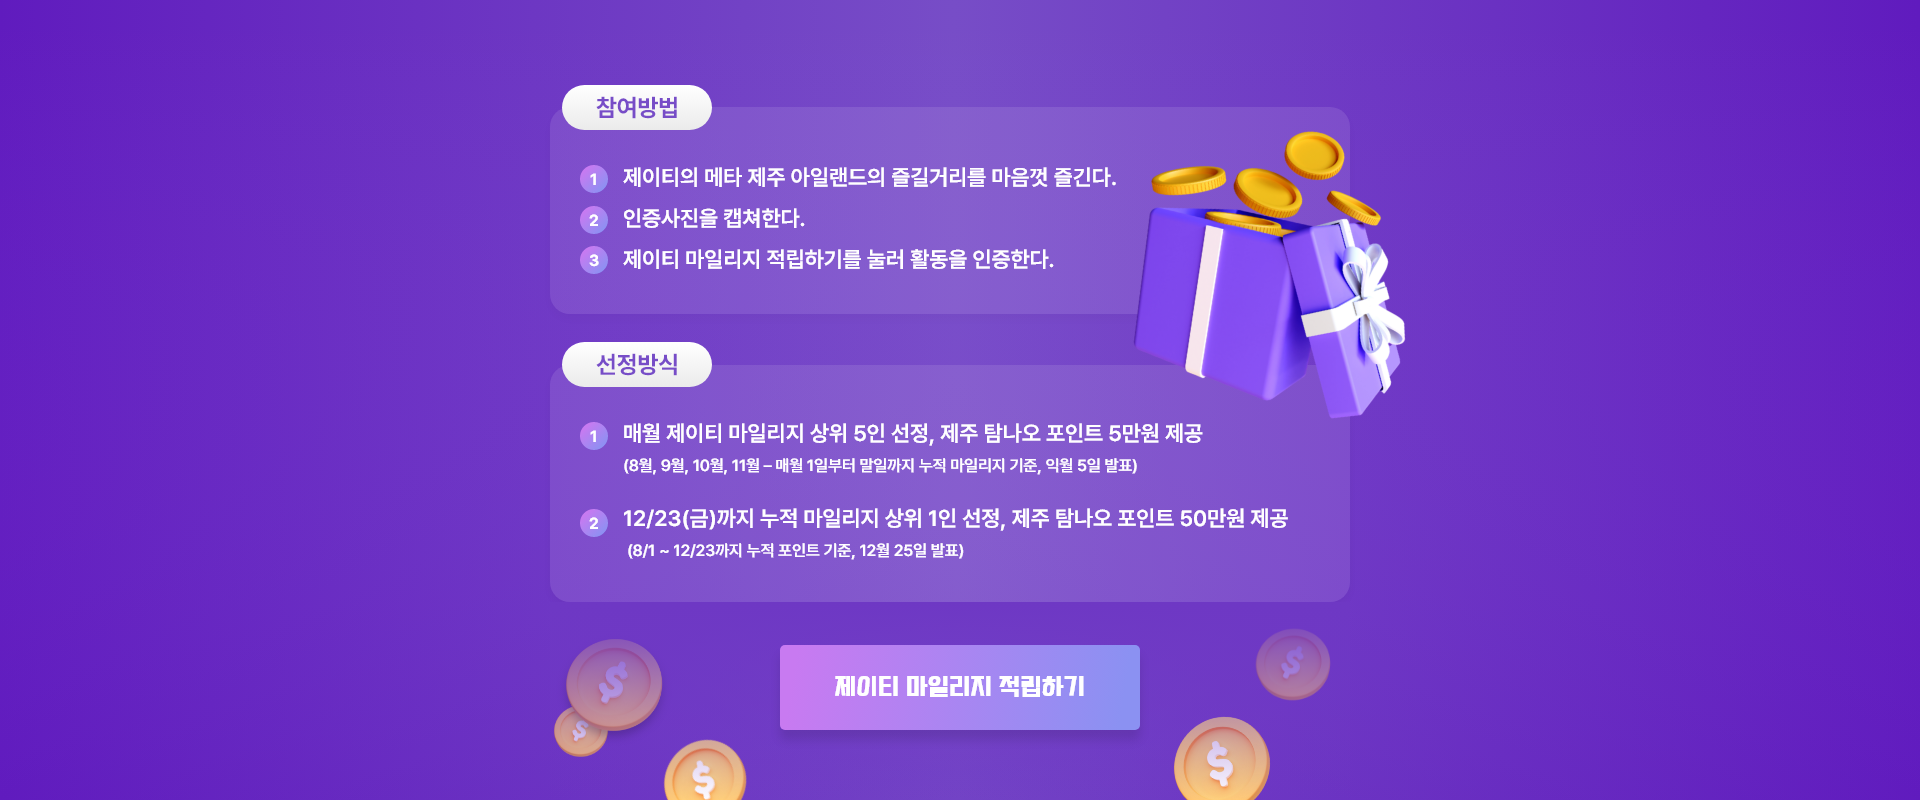 참여방법
1 제이티의 메타 제주 아일랜드의 즐길거리를 마음껏 즐긴다.
2 인증사진을 캡쳐한다.
3 제이티 마일리지 적립하기를 눌러 활동을 인증한다.
선정방식
1 매월 제이티 마일리지 상위 5인 선정, 제주 탐나오 포인트 5만원 제공
(8월, 9월, 10월, 11월 – 매월 1일부터 말일까지 누적 마일리지 기준, 익월 5일 발표)
2 12/23(금)까지 누적 마일리지 상위 1인 선정, 제주 탐나오 포인트 50만원 제공
(8/1 ~ 12/23까지 누적 포인트 기준, 12월 25일 발표)
제이티 마일리지 적립하기
$
$
$
$
$